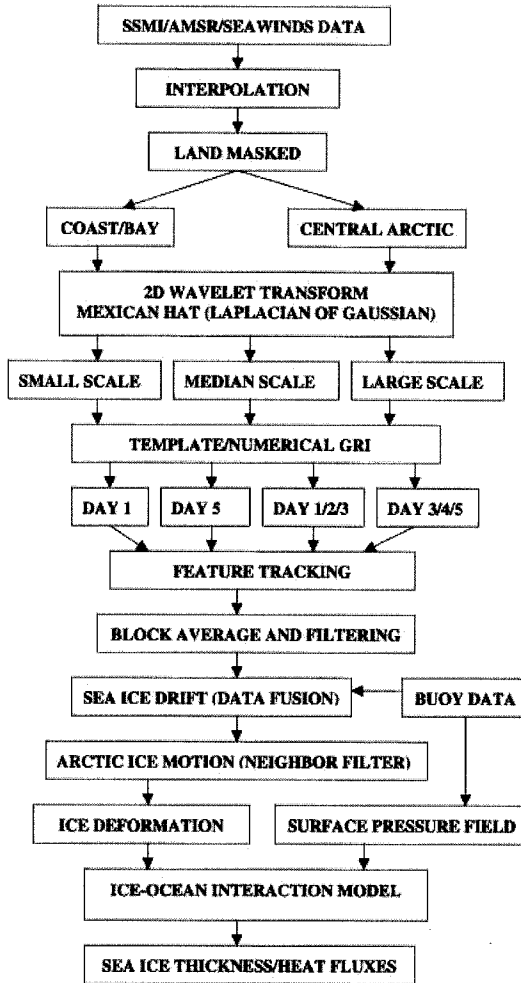 SSMI/AMSR/SEAWINDS DATA
INTERPOLATION
LAND MASKED
COAST/BAY
CENTRAL ARCTIC
2D WAVELET TRANSFORM
MEXICAN HAT (LAPLACIAN OF GAUSSIAN)
SMALL SCALE
MEDIAN SCALE
LARGE SCALE
TEMPLATE/NUMERICAL GRI
DAY 1
DAY 5
DAY 1/2/3
DAY 3/4/5
FEATURE TRACKING
BLOCK AVERAGE AND FILTERING
SEA ICE DRIFT (DATA FUSION)
BUOY DATA
ARCTIC ICE MOTION (NEIGHBOR FILTER)
ICE DEFORMATION
SURFACE PRESSURE FIELD
ICE-OCEAN INTERACTION MODEL
SEA ICE THICKNESS/HEAT FLUXES